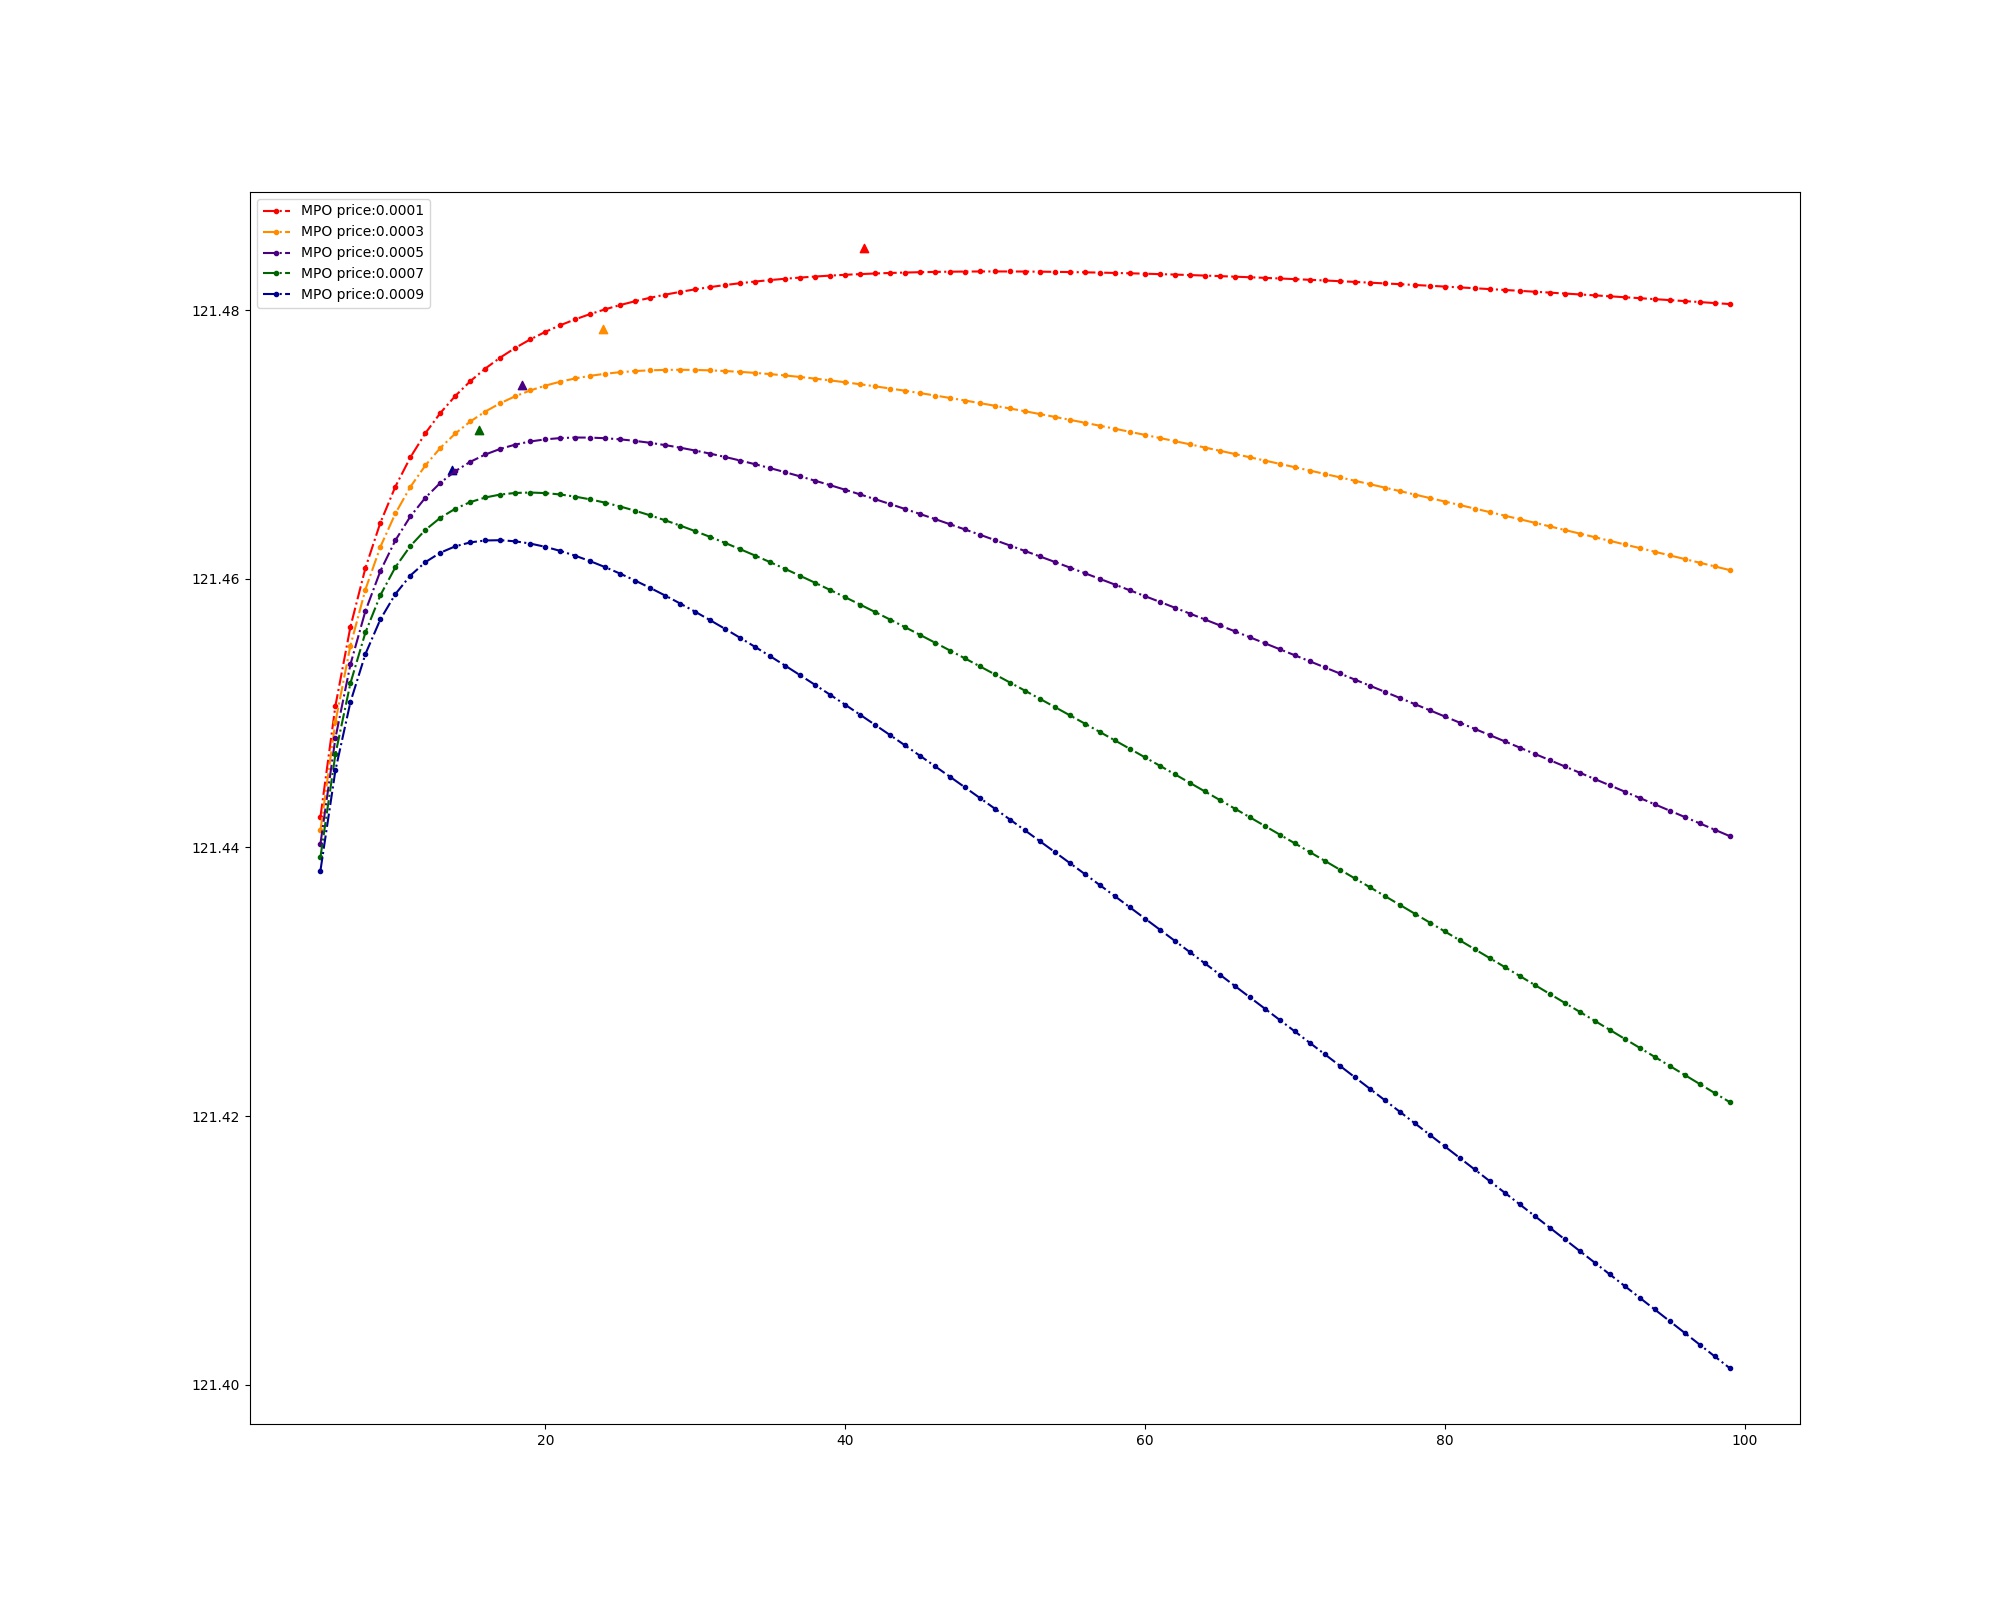 MPO price:0.0001
MPO price:0.0003
MPO price:0.0005
MPO price:0.0007
MPO price:0.0009
121.48
121.46
121.44
121.42
121.40
20 40 60 80 100